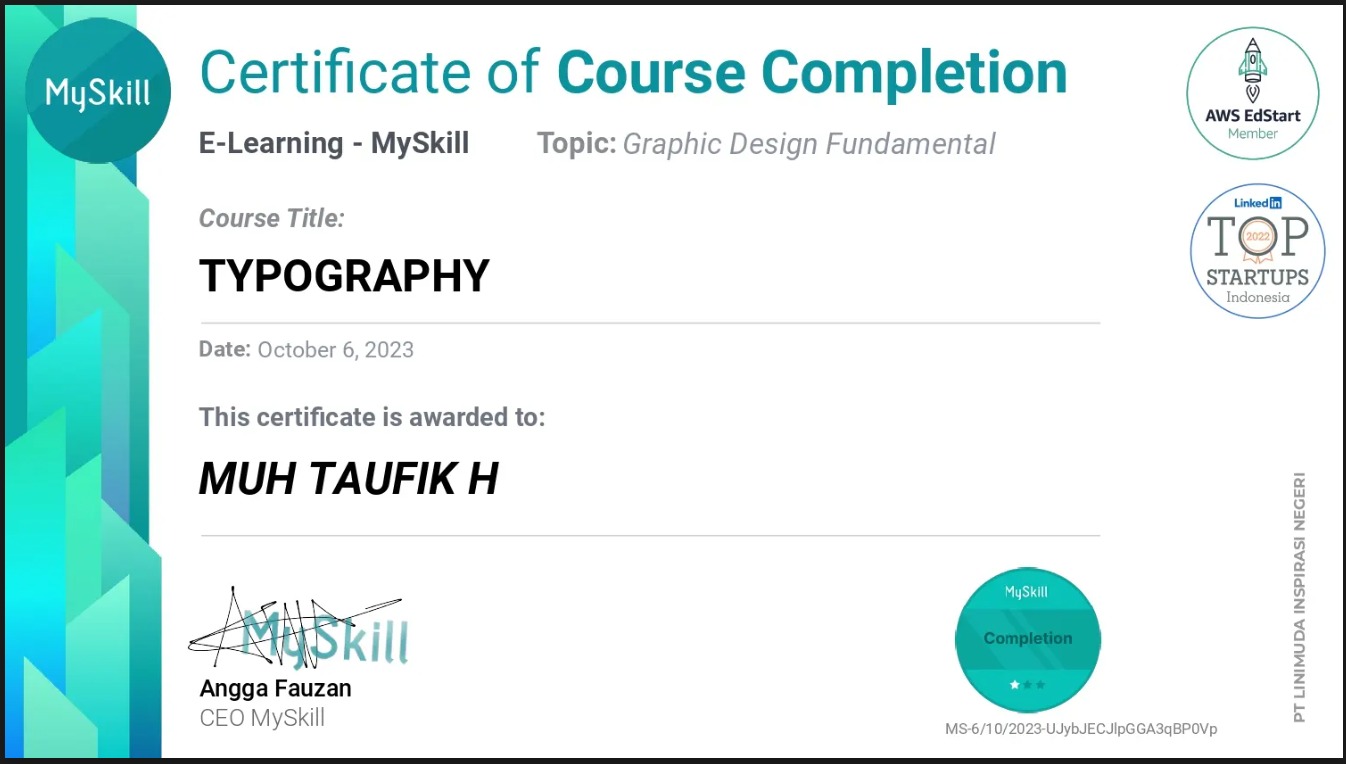 MySkill
Certificate of Course Completion
E-Learning - MySkill
Topic: Graphic Design Fundamental
Course Title:
TYPOGRAPHY
Date: October 6, 2023
This certificate is awarded to:
MUH TAUFIK H
MySkill
Angga Fauzan
CEO MySkill
AWS EdStart
Member
Linked in
TOP
2022
STARTUPS
Indonesia
MySkill
Completion
MS-6/10/2023-UJybJECJlpGGA3qBP0Vp
PT LINIMUDA INSPIRASI NEGERI